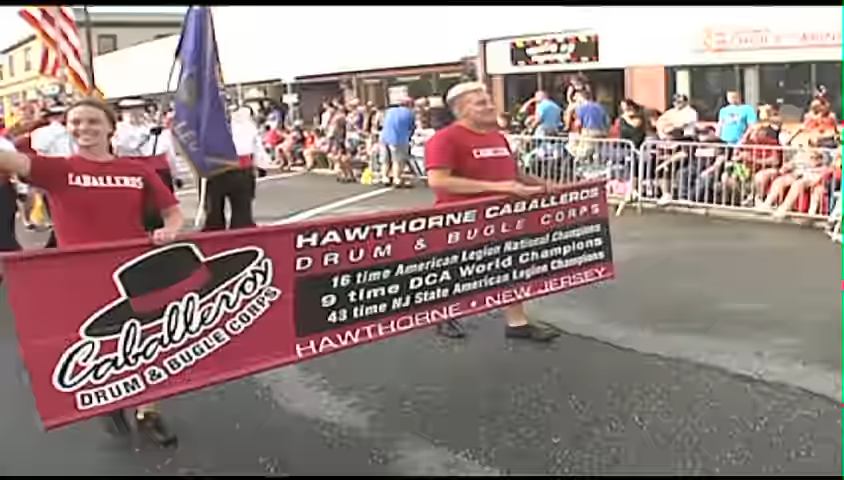 CABALLEROS
HAWTHORNE CABALLEROS
DRUM & BUGLE CORPS
16 time American Legion National Champions
9 time DCA World Champions
43 time NJ State American Legion Champions
HAWTHORNE • NEW JERSEY
Caballeros
DRUM & BUGLE CORPS